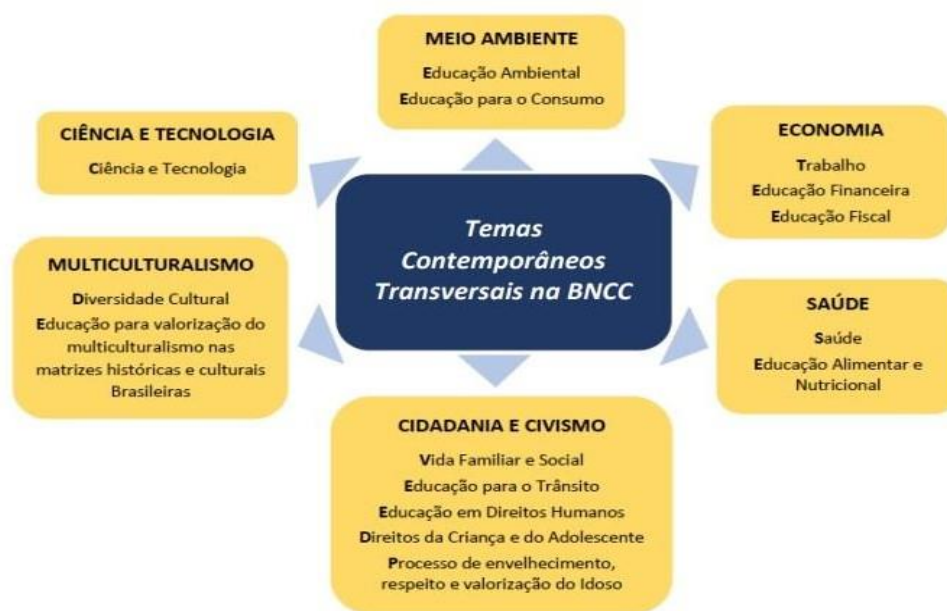 MEIO AMBIENTE
Educação Ambiental
Educação para o Consumo
CIÊNCIA E TECNOLOGIA
Ciência e Tecnologia
ECONOMIA
Trabalho
Educação Financeira
Educação Fiscal
Temas
Contemporâneos
Transversais na BNCC
MULTICULTURALISMO
Diversidade Cultural
Educação para valorização do
multiculturalismo nas
matrizes históricas e culturais
Brasileiras
SAÚDE
Saúde
Educação Alimentar e
Nutricional
CIDADANIA E CIVISMO
Vida Familiar e Social
Educação para o Trânsito
Educação em Direitos Humanos
Direitos da Criança e do Adolescente
Processo de envelhecimento,
respeito e valorização do Idoso